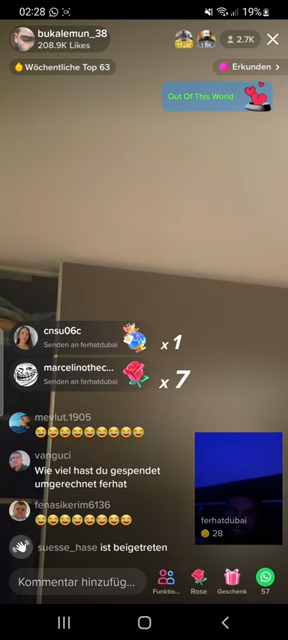 02:28
19%
bukalemun_38
208.9K Likes
2.7K
Wöchentliche Top 63
Erkunden >
Out Of This World
cnsu06c
Senden an ferhatdubai
x 1
marcelinothec...
Senden an ferhatdubai
x 7
mevlut.1905
😂😂😂😂😂😂😂😂😂
vanguci
Wie viel hast du gespendet
umgerechnet ferhat
fenasikerim6136
😂😂😂😂😂😂😂😂
suesse_hase ist beigetreten
ferhatdubai
28
Kommentar hinzufüg...
Funktio...
Rose
Geschenk
57